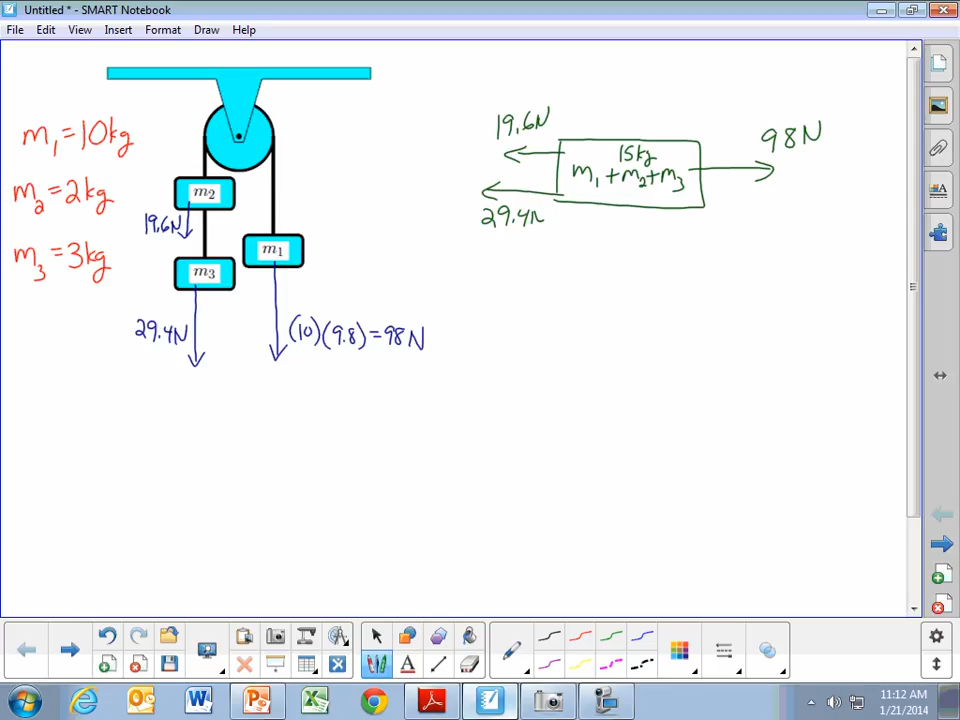 Untitled * - SMART Notebook
File Edit View Insert Format Draw Help
m₁ = 10kg
m₂ = 2kg
m₃ = 3kg
m₂
19.6N
m₁
m₃
29.4N
(10)(9.8) = 98 N
19.6N
15kg
m₁ + m₂ + m₃
98 N
29.4N
11:12 AM
1/21/2014